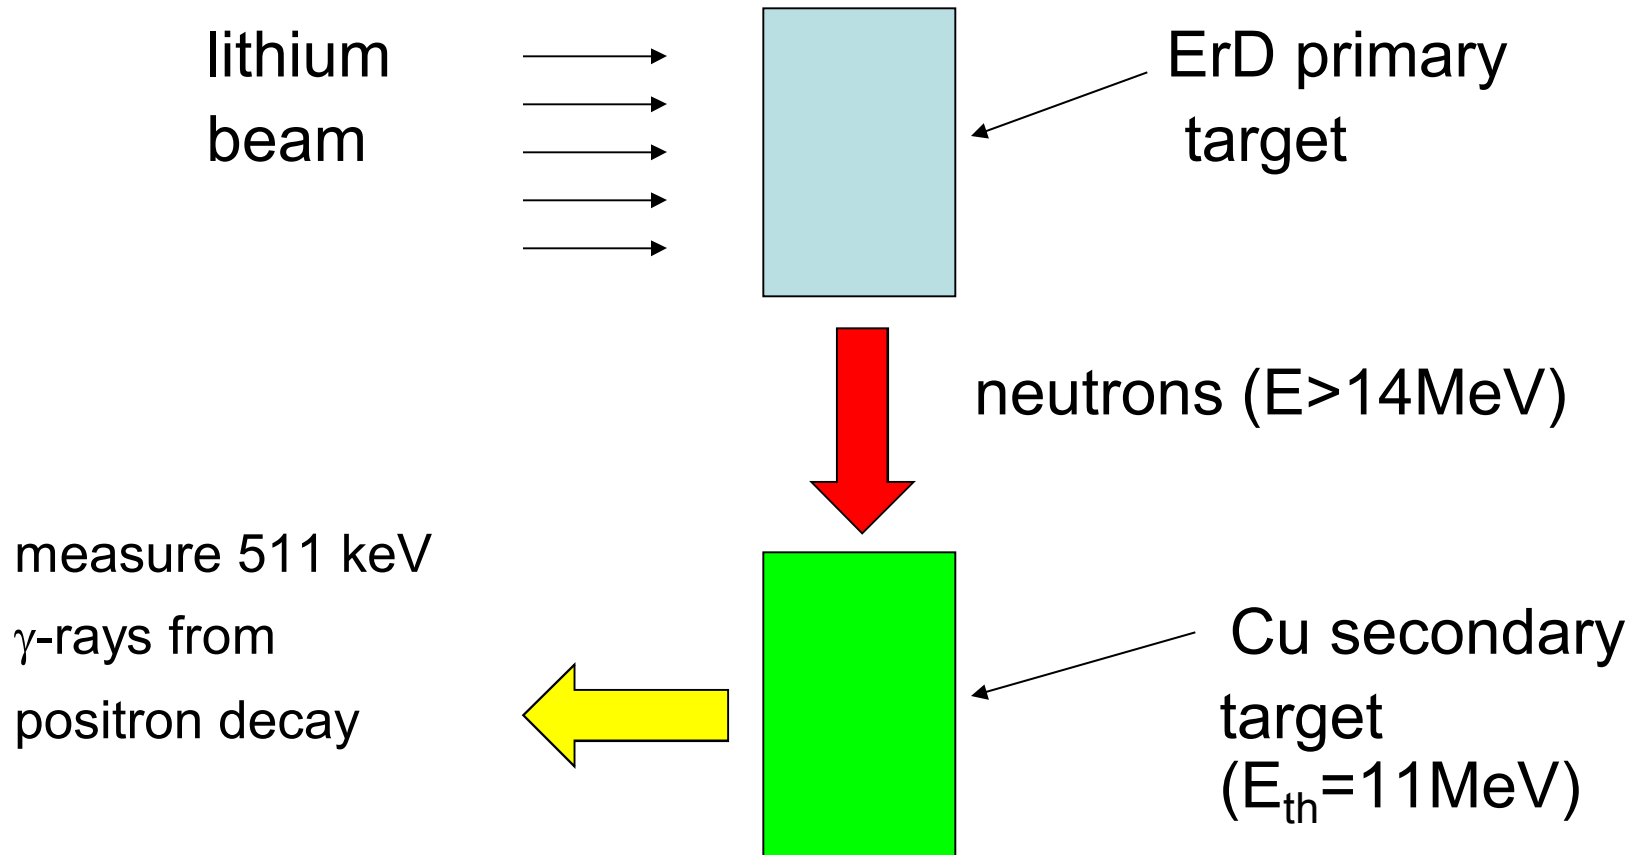 lithium
beam
ErD primary
target
neutrons (E>14MeV)
measure 511 keV
γ-rays from
positron decay
Cu secondary
target
(Eth=11MeV)